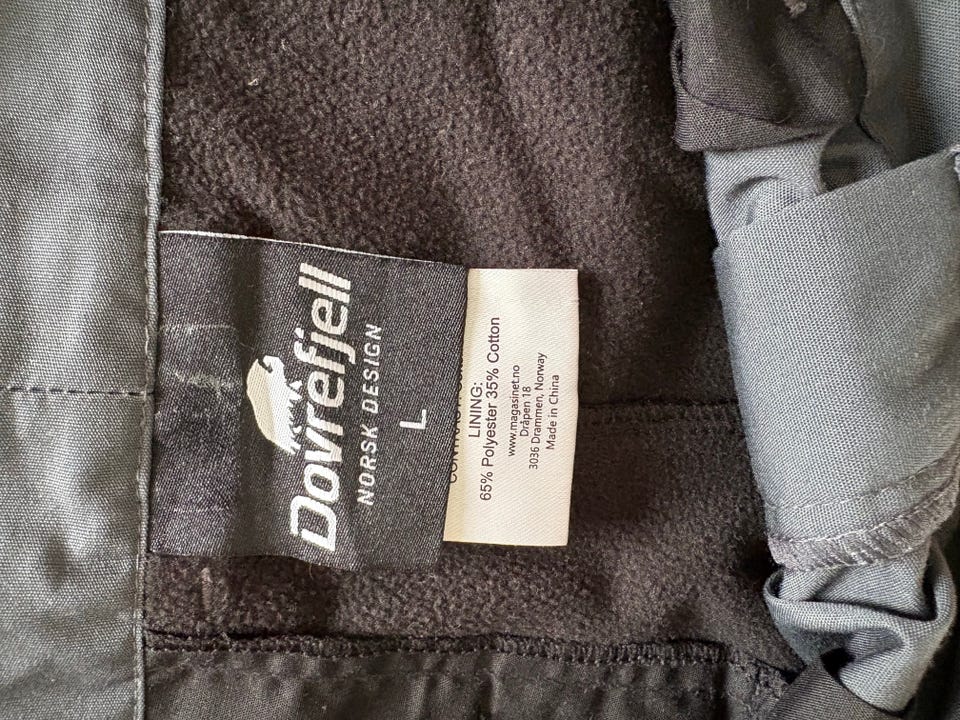 Dovrefjell
NORSK DESIGN
L
LINING:
65% Polyester 35% Cotton
www.magasinet.no
Dråpen 18
3036 Drammen, Norway
Made in China